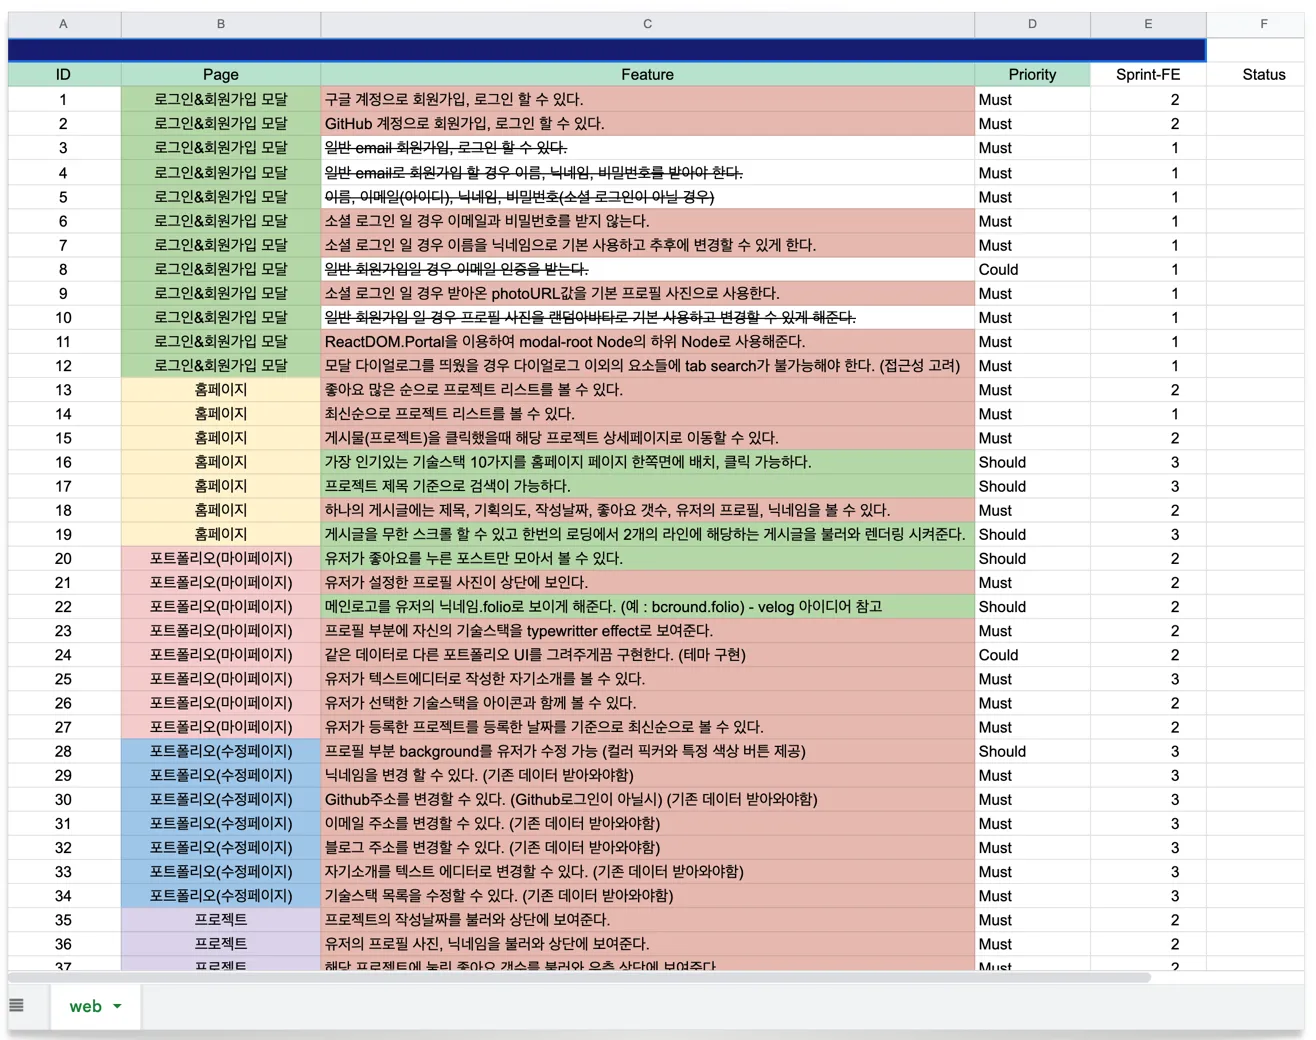 A B C D E F
ID Page Feature Priority Sprint-FE Status
1 로그인&회원가입 모달 구글 계정으로 회원가입, 로그인 할 수 있다. Must 2
2 로그인&회원가입 모달 GitHub 계정으로 회원가입, 로그인 할 수 있다. Must 2
3 로그인&회원가입 모달 일반 email 회원가입, 로그인 할 수 있다. Must 1
4 로그인&회원가입 모달 일반 email로 회원가입 할 경우 이름, 닉네임, 비밀번호를 받아야 한다. Must 1
5 로그인&회원가입 모달 이름, 이메일(아이디), 닉네임, 비밀번호(소셜 로그인이 아닐 경우) Must 1
6 로그인&회원가입 모달 소셜 로그인 일 경우 이메일과 비밀번호를 받지 않는다. Must 1
7 로그인&회원가입 모달 소셜 로그인 일 경우 이름을 닉네임으로 기본 사용하고 추후에 변경할 수 있게 한다. Must 1
8 로그인&회원가입 모달 일반 회원가입일 경우 이메일 인증을 받는다. Could 1
9 로그인&회원가입 모달 소셜 로그인 일 경우 받아온 photoURL값을 기본 프로필 사진으로 사용한다. Must 1
10 로그인&회원가입 모달 일반 회원가입 일 경우 프로필 사진을 랜덤아바타로 기본 사용하고 변경할 수 있게 해준다. Must 1
11 로그인&회원가입 모달 ReactDOM.Portal을 이용하여 modal-root Node의 하위 Node로 사용해준다. Must 1
12 로그인&회원가입 모달 모달 다이얼로그를 띄웠을 경우 다이얼로그 이외의 요소들에 tab search가 불가능해야 한다. (접근성 고려) Must 1
13 홈페이지 좋아요 많은 순으로 프로젝트 리스트를 볼 수 있다. Must 2
14 홈페이지 최신순으로 프로젝트 리스트를 볼 수 있다. Must 1
15 홈페이지 게시물(프로젝트)을 클릭했을때 해당 프로젝트 상세페이지로 이동할 수 있다. Must 2
16 홈페이지 가장 인기있는 기술스택 10가지를 홈페이지 페이지 한쪽면에 배치, 클릭 가능하다. Should 3
17 홈페이지 프로젝트 제목 기준으로 검색이 가능하다. Should 3
18 홈페이지 하나의 게시글에는 제목, 기획의도, 작성날짜, 좋아요 갯수, 유저의 프로필, 닉네임을 볼 수 있다. Must 2
19 홈페이지 게시글을 무한 스크롤 할 수 있고 한번의 로딩에서 2개의 라인에 해당하는 게시글을 불러와 렌더링 시켜준다. Should 3
20 포트폴리오(마이페이지) 유저가 좋아요를 누른 포스트만 모아서 볼 수 있다. Should 2
21 포트폴리오(마이페이지) 유저가 설정한 프로필 사진이 상단에 보인다. Must 2
22 포트폴리오(마이페이지) 메인로고를 유저의 닉네임.folio로 보이게 해준다. (예 : bcround.folio) - velog 아이디어 참고 Should 2
23 포트폴리오(마이페이지) 프로필 부분에 자신의 기술스택을 typewritter effect로 보여준다. Must 2
24 포트폴리오(마이페이지) 같은 데이터로 다른 포트폴리오 UI를 그려주게끔 구현한다. (테마 구현) Could 2
25 포트폴리오(마이페이지) 유저가 텍스트에디터로 작성한 자기소개를 볼 수 있다. Must 3
26 포트폴리오(마이페이지) 유저가 선택한 기술스택을 아이콘과 함께 볼 수 있다. Must 2
27 포트폴리오(마이페이지) 유저가 등록한 프로젝트를 등록한 날짜를 기준으로 최신순으로 볼 수 있다. Must 2
28 포트폴리오(수정페이지) 프로필 부분 background를 유저가 수정 가능 (컬러 픽커와 특정 색상 버튼 제공) Should 3
29 포트폴리오(수정페이지) 닉네임을 변경 할 수 있다. (기존 데이터 받아와야함) Must 3
30 포트폴리오(수정페이지) Github주소를 변경할 수 있다. (Github로그인이 아닐시) (기존 데이터 받아와야함) Must 3
31 포트폴리오(수정페이지) 이메일 주소를 변경할 수 있다. (기존 데이터 받아와야함) Must 3
32 포트폴리오(수정페이지) 블로그 주소를 변경할 수 있다. (기존 데이터 받아와야함) Must 3
33 포트폴리오(수정페이지) 자기소개를 텍스트 에디터로 변경할 수 있다. (기존 데이터 받아와야함) Must 3
34 포트폴리오(수정페이지) 기술스택 목록을 수정할 수 있다. (기존 데이터 받아와야함) Must 3
35 프로젝트 프로젝트의 작성날짜를 불러와 상단에 보여준다. Must 2
36 프로젝트 유저의 프로필 사진, 닉네임을 불러와 상단에 보여준다. Must 2
37 프로젝트 해당 프로젝트에 눌린 좋아요 갯수를 불러와 우측 상단에 보여준다. Must 2
web